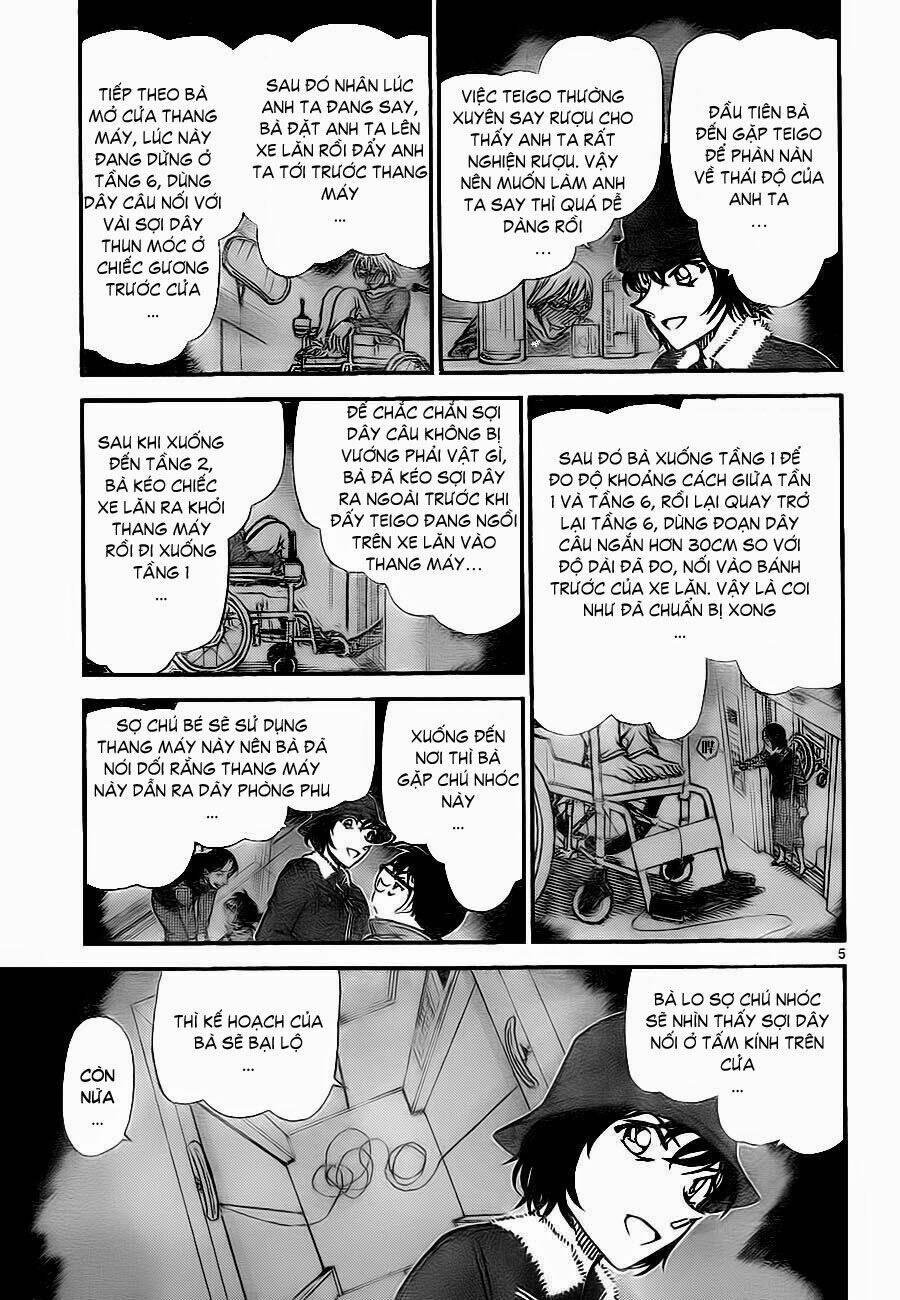 ĐẦU TIÊN BÀ
ĐẾN GẶP TEIGO
ĐỂ PHÀN NÀN
VỀ THÁI ĐỘ CỦA
ANH TA
...
VIỆC TEIGO THƯỜNG
XUYÊN SAY RƯỢU CHO
THẤY ANH TA RẤT
NGHIỆN RƯỢU. VẬY
NÊN MUỐN LÀM ANH
TA SAY THÌ QUÁ DỄ
DÀNG RỒI
...
SAU ĐÓ NHÂN LÚC
ANH TA ĐANG SAY,
BÀ ĐẶT ANH TA LÊN
XE LĂN RỒI ĐẨY ANH
TA TỚI TRƯỚC THANG
MÁY
...
TIẾP THEO BÀ
MỞ CỬA THANG
MÁY, LÚC NÀY
ĐANG DỪNG Ở
TẦNG 6, DÙNG
DÂY CÂU NỐI VỚI
VÀI SỢI DÂY
THUN MÓC Ở
CHIẾC GƯƠNG
TRƯỚC CỬA
...
SAU ĐÓ BÀ XUỐNG TẦNG 1 ĐỂ
ĐO ĐỘ KHOẢNG CÁCH GIỮA TẦN
1 VÀ TẦNG 6, RỒI LẠI QUAY TRỞ
LẠI TẦNG 6, DÙNG ĐOẠN DÂY
CÂU NGẮN HƠN 30CM SO VỚI
ĐỘ DÀI ĐÃ ĐO, NỐI VÀO BÁNH
TRƯỚC CỦA XE LĂN. VẬY LÀ COI
NHƯ ĐÃ CHUẨN BỊ XONG
...
ĐỂ CHẮC CHẮN SỢI
DÂY CÂU KHÔNG BỊ
VƯỚNG PHẢI VẬT GÌ,
BÀ ĐÃ KÉO SỢI DÂY
RA NGOÀI TRƯỚC KHI
ĐẨY TEIGO ĐANG NGỒI
TRÊN XE LĂN VÀO
THANG MÁY...
SAU KHI XUỐNG
ĐẾN TẦNG 2,
BÀ KÉO CHIẾC
XE LĂN RA KHỎI
THANG MÁY
RỒI ĐI XUỐNG
TẦNG 1
...
XUỐNG ĐẾN
NƠI THÌ BÀ
GẶP CHÚ NHÓC
NÀY
...
SỢ CHÚ BÉ SẼ SỬ DỤNG
THANG MÁY NÀY NÊN BÀ ĐÃ
NÓI DỐI RẰNG THANG MÁY
NÀY DẪN RA DÃY PHÒNG PHỤ
...
5
BÀ LO SỢ CHÚ NHÓC
SẼ NHÌN THẤY SỢI DÂY
NỐI Ở TẤM KÍNH TRÊN
CỬA
...
THÌ KẾ HOẠCH CỦA
BÀ SẼ BẠI LỘ
...
CÒN
NỮA
...